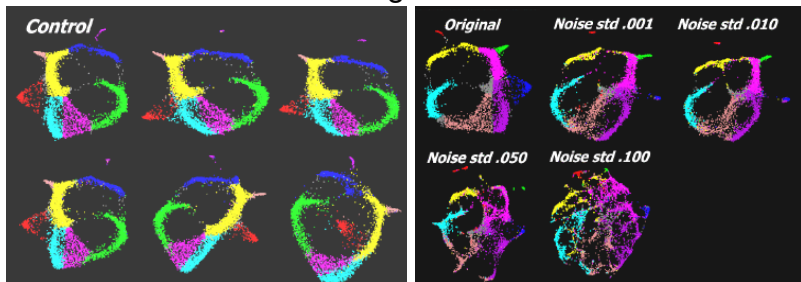 Control
Original
Noise std .001
Noise std .010
Noise std .050
Noise std .100